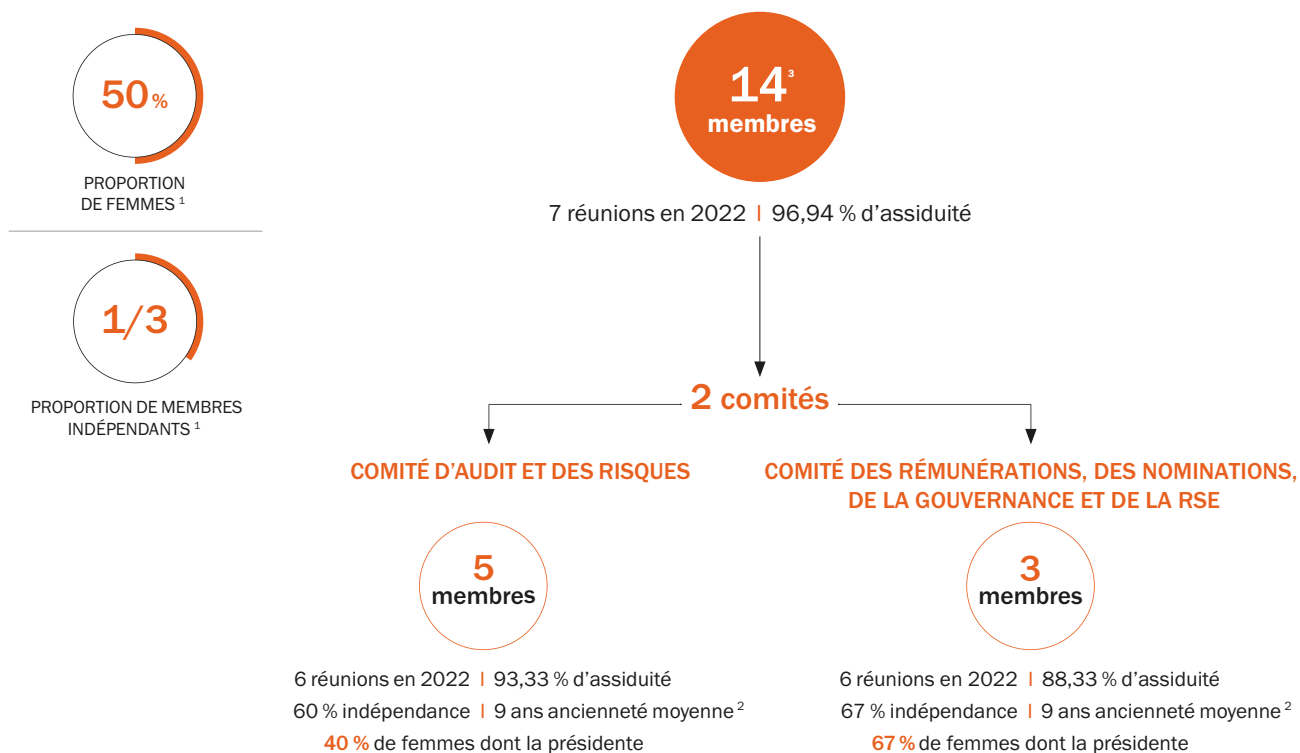 50 %
PROPORTION
DE FEMMES ¹
1/3
PROPORTION DE MEMBRES
INDÉPENDANTS ¹
14³
membres
7 réunions en 2022 | 96,94 % d’assiduité
2 comités
COMITÉ D’AUDIT ET DES RISQUES
5
membres
6 réunions en 2022 | 93,33 % d’assiduité
60 % indépendance | 9 ans ancienneté moyenne ²
40 % de femmes dont la présidente
COMITÉ DES RÉMUNÉRATIONS, DES NOMINATIONS,
DE LA GOUVERNANCE ET DE LA RSE
3
membres
6 réunions en 2022 | 88,33 % d’assiduité
67 % indépendance | 9 ans ancienneté moyenne ²
67 % de femmes dont la présidente